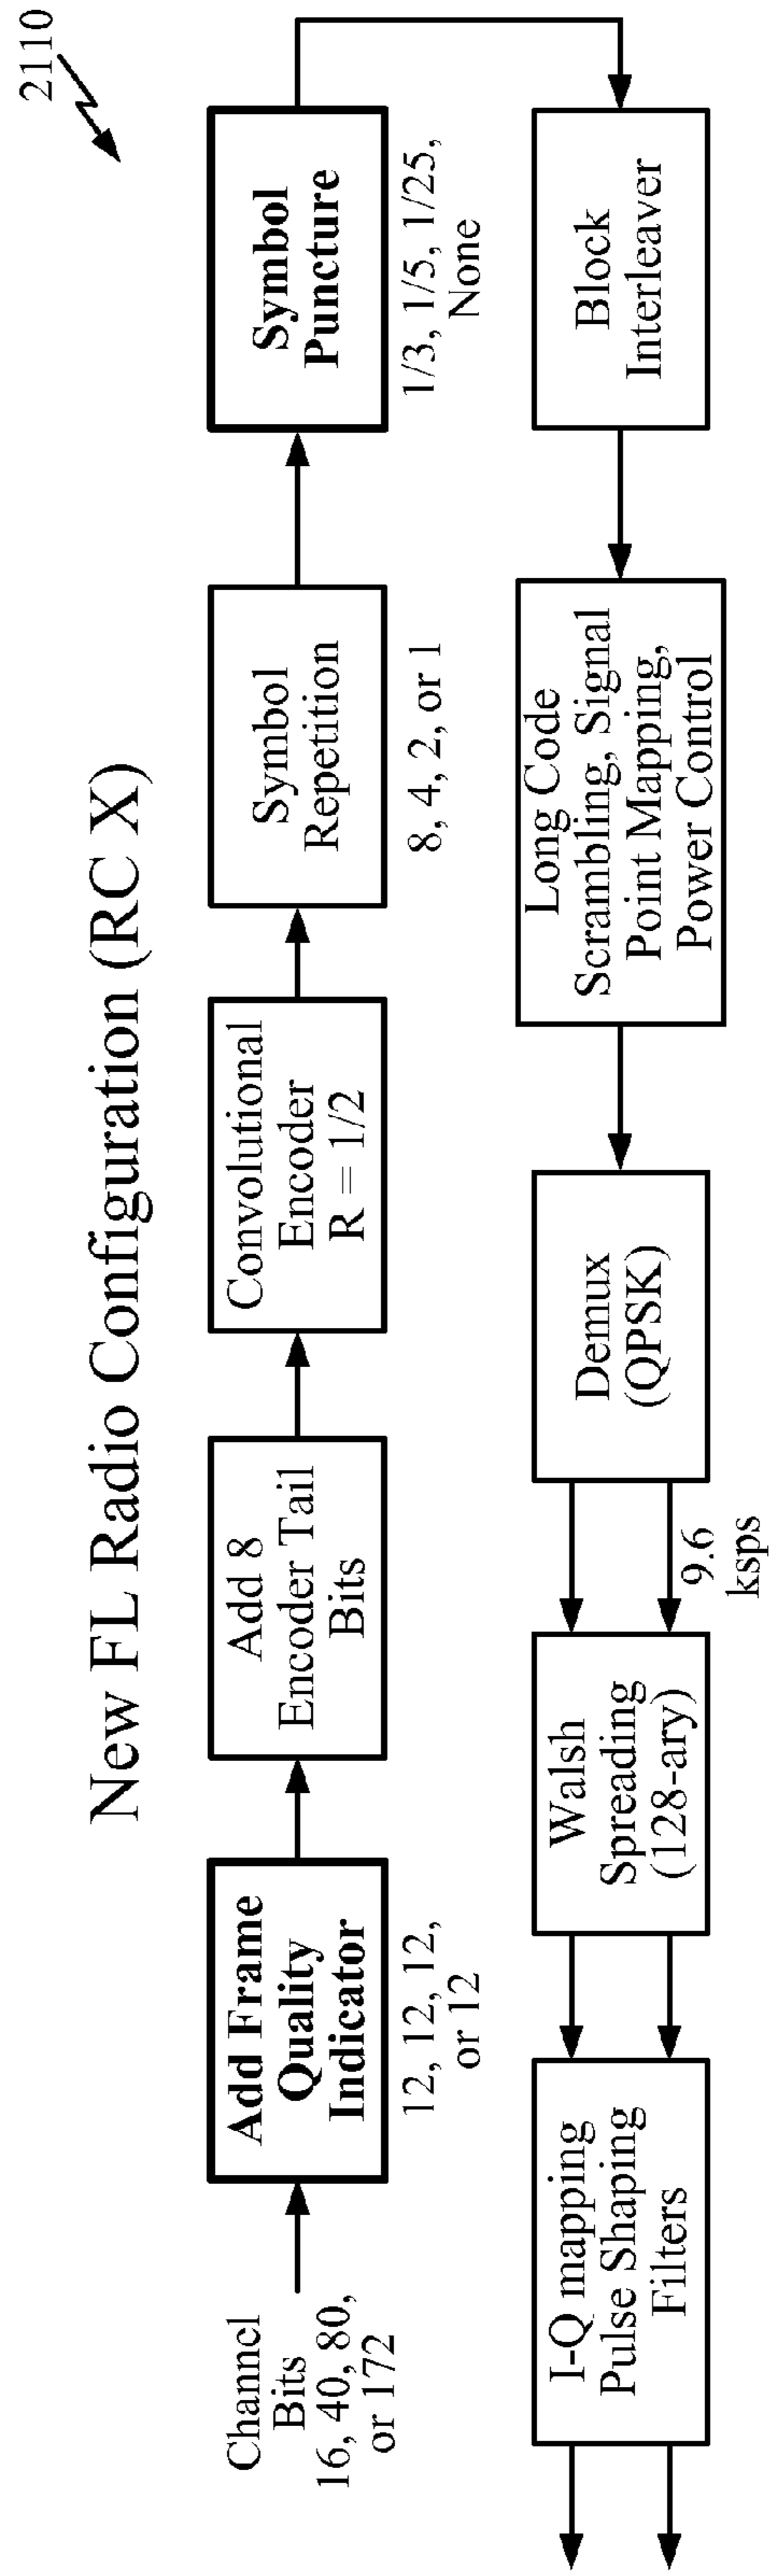 2110
New FL Radio Configuration (RC X)
Channel
Bits
16, 40, 80,
or 172
Add Frame
Quality
Indicator
12, 12, 12,
or 12
Add 8
Encoder Tail
Bits
Convolutional
Encoder
R = 1/2
Symbol
Repetition
8, 4, 2, or 1
Symbol
Puncture
1/3, 1/5, 1/25,
None
Block
Interleaver
Long Code
Scrambling, Signal
Point Mapping,
Power Control
Demux
(QPSK)
9.6
ksps
Walsh
Spreading
(128-ary)
I-Q mapping
Pulse Shaping
Filters